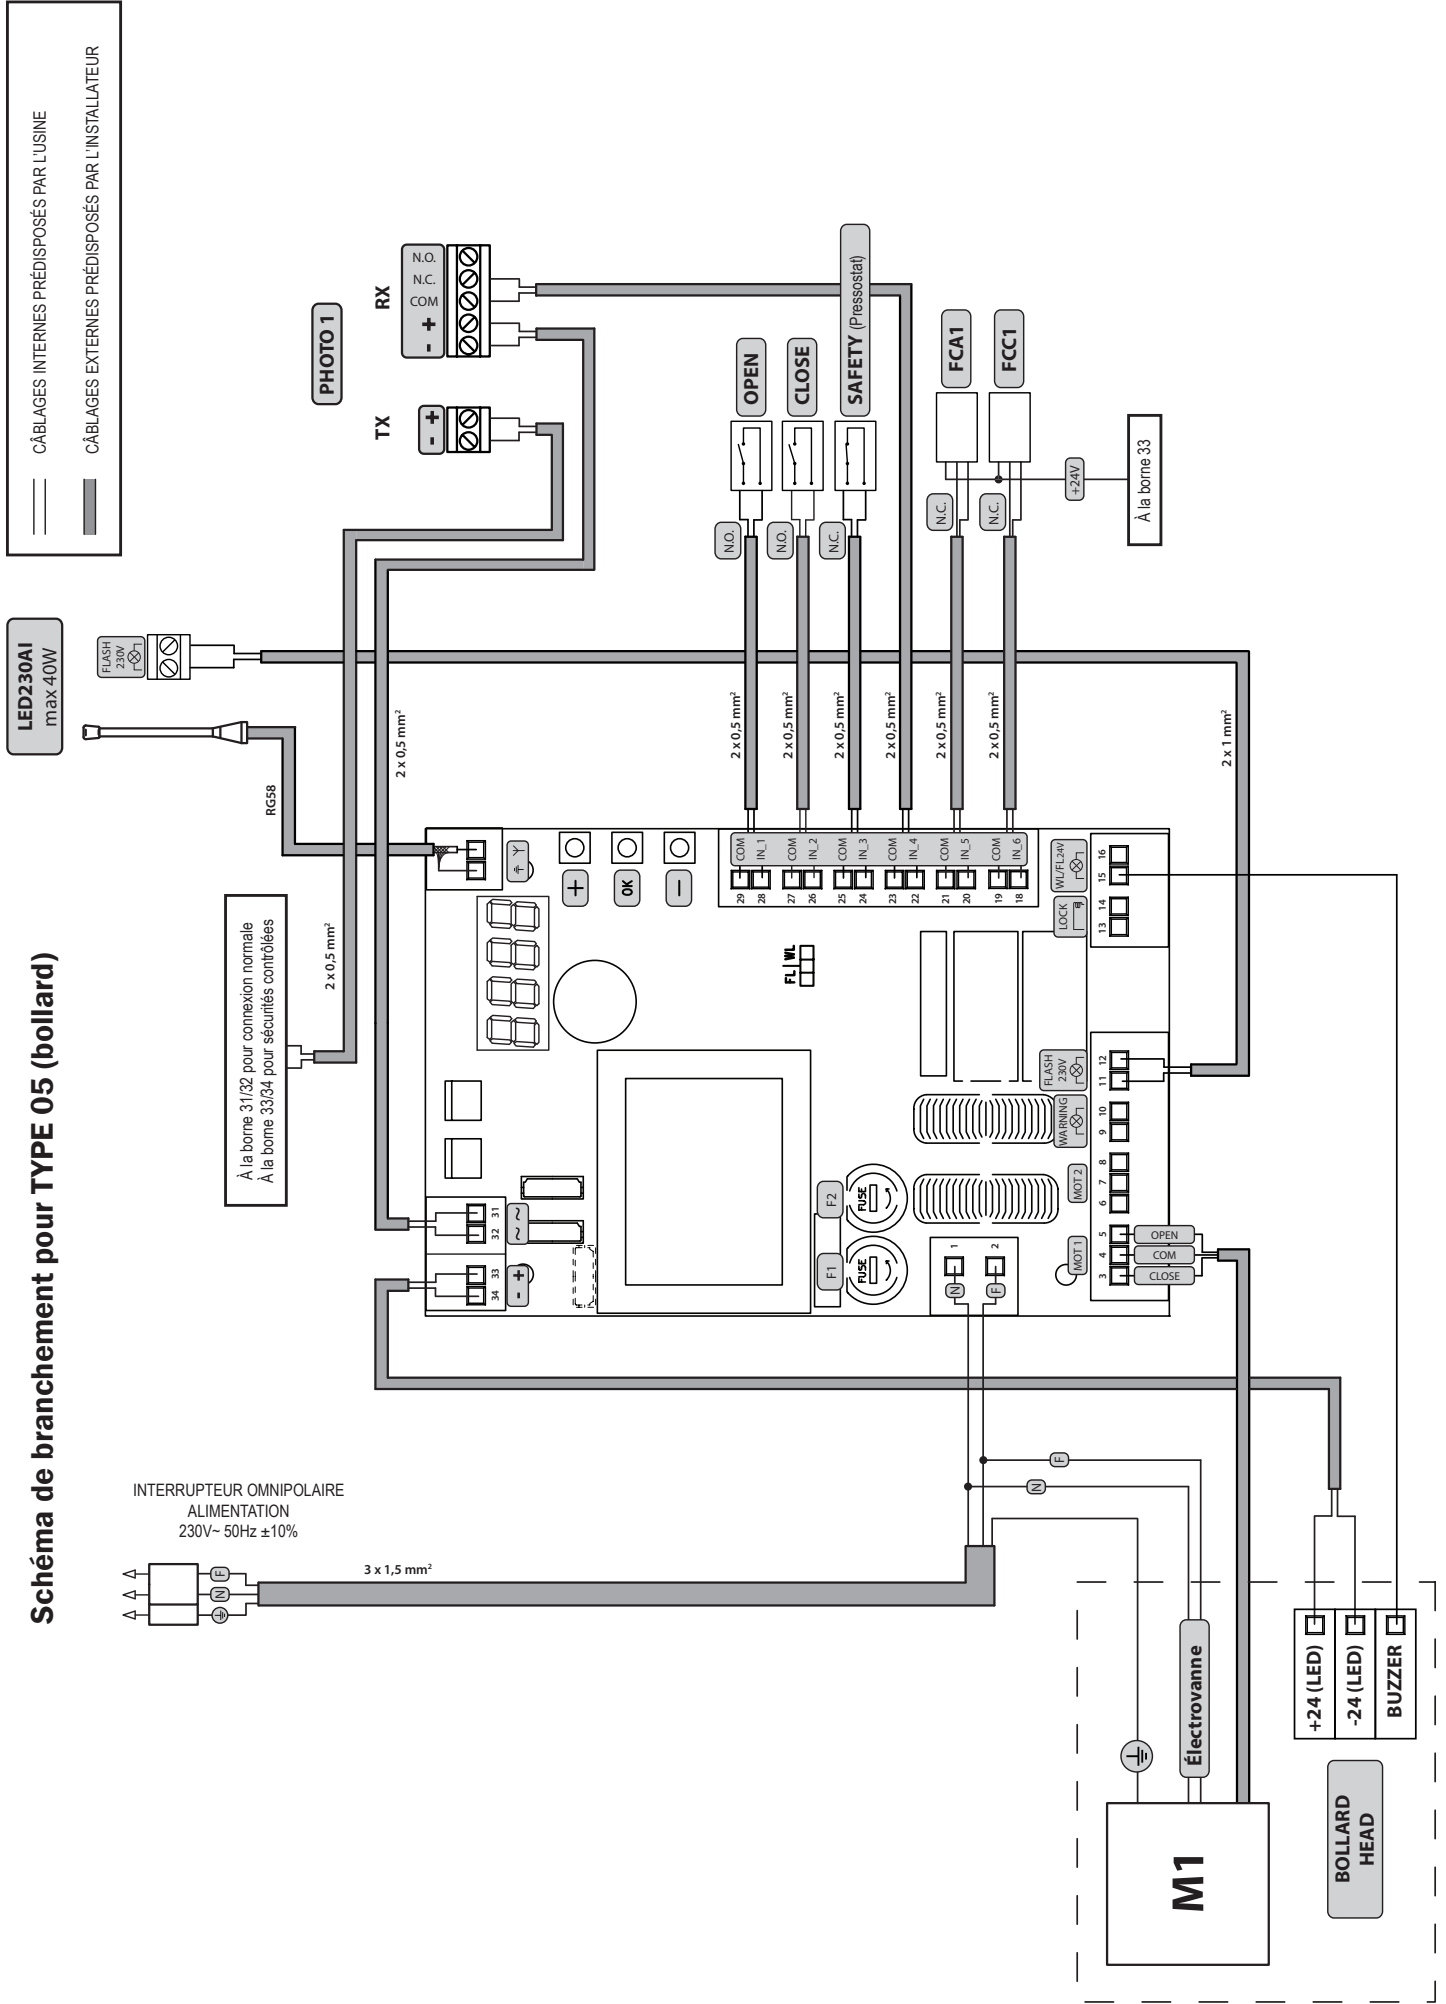 Schéma de branchement pour TYPE 05 (bollard)
CÂBLAGES INTERNES PRÉDISPOSÉS PAR L'USINE
CÂBLAGES EXTERNES PRÉDISPOSÉS PAR L'INSTALLATEUR
INTERRUPTEUR OMNIPOLAIRE
ALIMENTATION
230V~ 50Hz ±10%
F
N
3 x 1,5 mm²
À la borne 31/32 pour connexion normale
À la borne 33/34 pour sécurités contrôlées
2 x 0,5 mm²
RG58
2 x 0,5 mm²
LED230AI
max 40W
FLASH
230V
PHOTO 1
TX
- +
RX
- +
COM
N.C.
N.O.
34
33
32
31
- +
~ ~
+
OK
-
F1
F2
FUSE
FUSE
FL
WL
29
28
27
26
25
24
23
22
21
20
19
18
COM
IN_1
COM
IN_2
COM
IN_3
COM
IN_4
COM
IN_5
COM
IN_6
2 x 0,5 mm²
2 x 0,5 mm²
2 x 0,5 mm²
2 x 0,5 mm²
2 x 0,5 mm²
2 x 0,5 mm²
N.O.
OPEN
N.O.
CLOSE
N.C.
SAFETY (Pressostat)
N.C.
FCA1
N.C.
FCC1
+24V
À la borne 33
1
2
N
F
N
F
MOT 1
MOT 2
WARNING
FLASH
230V
LOCK
WL/FL 24V
3
4
5
6
7
8
9
10
11
12
13
14
15
16
CLOSE
COM
OPEN
2 x 1 mm²
M1
Électrovanne
BOLLARD
HEAD
+24 (LED)
-24 (LED)
BUZZER